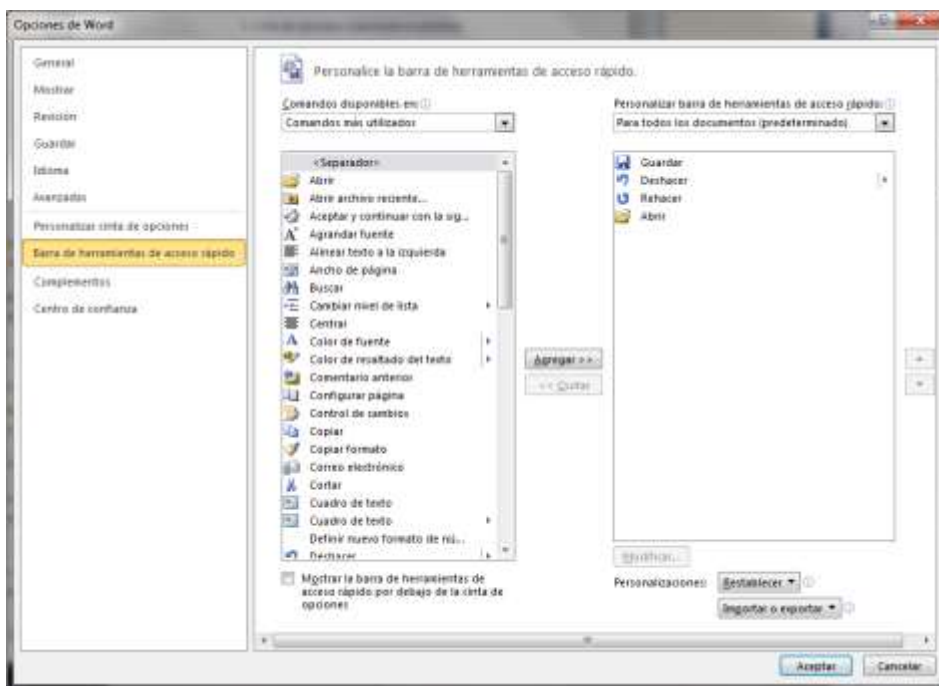 Opciones de Word
General
Mostrar
Revisión
Guardar
Idioma
Avanzadas
Personalizar cinta de opciones
Barra de herramientas de acceso rápido
Complementos
Centro de confianza
Personalice la barra de herramientas de acceso rápido.
Comandos disponibles en:
Comandos más utilizados
<Separador>
Abrir
Abrir archivo reciente...
Aceptar y continuar con la sig...
Agrandar fuente
Alinear texto a la izquierda
Ancho de página
Buscar
Cambiar nivel de lista
Centrar
Color de fuente
Color de resaltado del texto
Comentario anterior
Configurar página
Control de cambios
Copiar
Copiar formato
Correo electrónico
Cortar
Cuadro de texto
Cuadro de texto
Definir nuevo formato de nú...
Deshacer
Mostrar la barra de herramientas de
acceso rápido por debajo de la cinta de
opciones
Agregar >>
<< Quitar
Personalizar barra de herramientas de acceso rápido:
Para todos los documentos (predeterminado)
Guardar
Deshacer
Rehacer
Abrir
Modificar...
Personalizaciones:
Restablecer
Importar o exportar
Aceptar
Cancelar